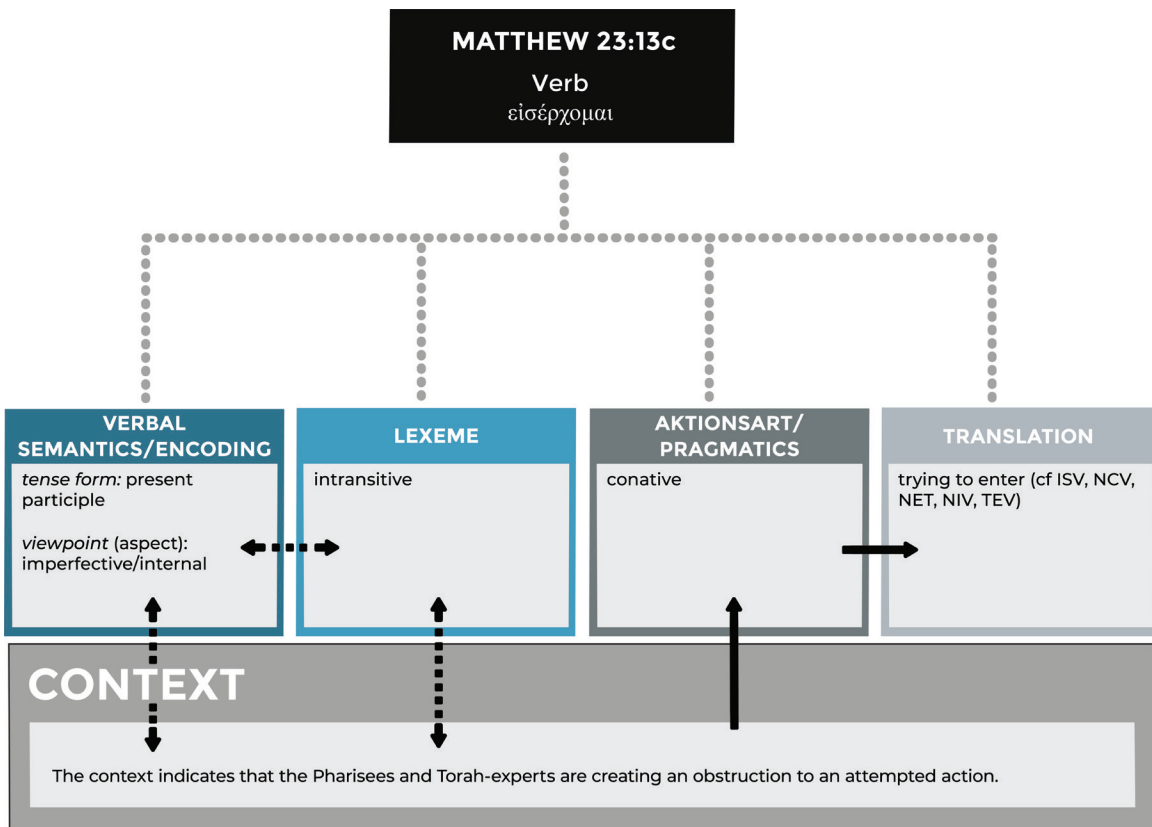 MATTHEW 23:13c
Verb
εἰσέρχομαι
VERBAL
SEMANTICS/ENCODING
tense form: present
participle
viewpoint (aspect):
imperfective/internal
LEXEME
intransitive
AKTIONSART/
PRAGMATICS
conative
TRANSLATION
trying to enter (cf ISV, NCV,
NET, NIV, TEV)
CONTEXT
The context indicates that the Pharisees and Torah-experts are creating an obstruction to an attempted action.